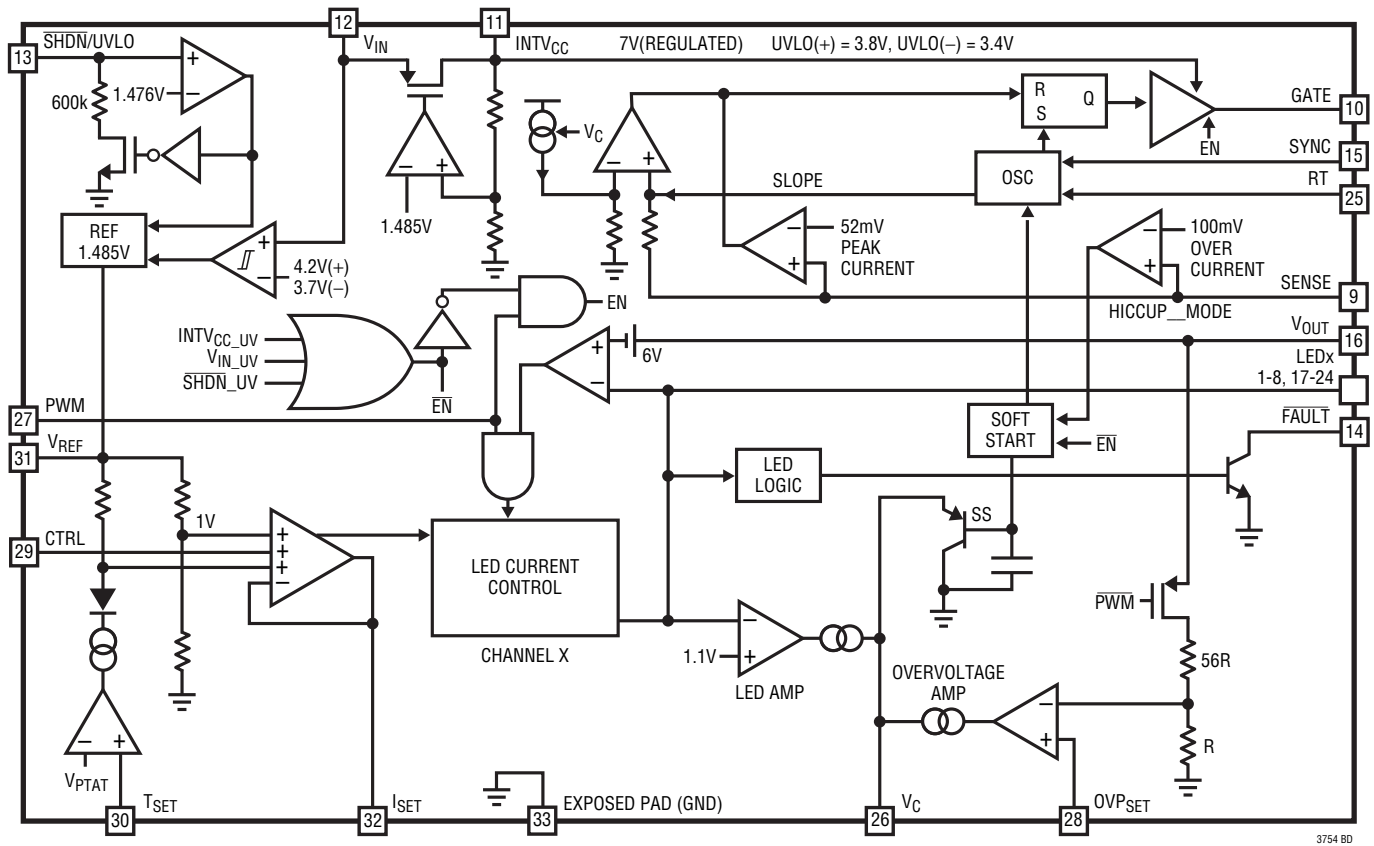 12
11
13
SHDN/UVLO
VIN
INTVCC
7V(REGULATED) UVLO(+) = 3.8V, UVLO(–) = 3.4V
600k
1.476V
+
–
VC
R
S
Q
GATE
10
EN
SYNC
15
RT
25
OSC
SLOPE
–
+
–
+
1.485V
REF
1.485V
+
–
4.2V(+)
3.7V(–)
–
+
52mV
PEAK
CURRENT
–
+
100mV
OVER
CURRENT
HICCUP__MODE
SENSE
9
EN
INTVCC_UV
VIN_UV
SHDN_UV
EN
+
–
6V
VOUT
16
LEDx
1-8, 17-24
FAULT
14
27
PWM
31
VREF
SOFT
START
EN
LED
LOGIC
1V
29
CTRL
+
+
+
–
LED CURRENT
CONTROL
CHANNEL X
SS
PWM
56R
R
–
+
1.1V
LED AMP
OVERVOLTAGE
AMP
–
+
–
+
VPTAT
TSET
30
ISET
32
33
EXPOSED PAD (GND)
VC
26
OVPSET
28
3754 BD